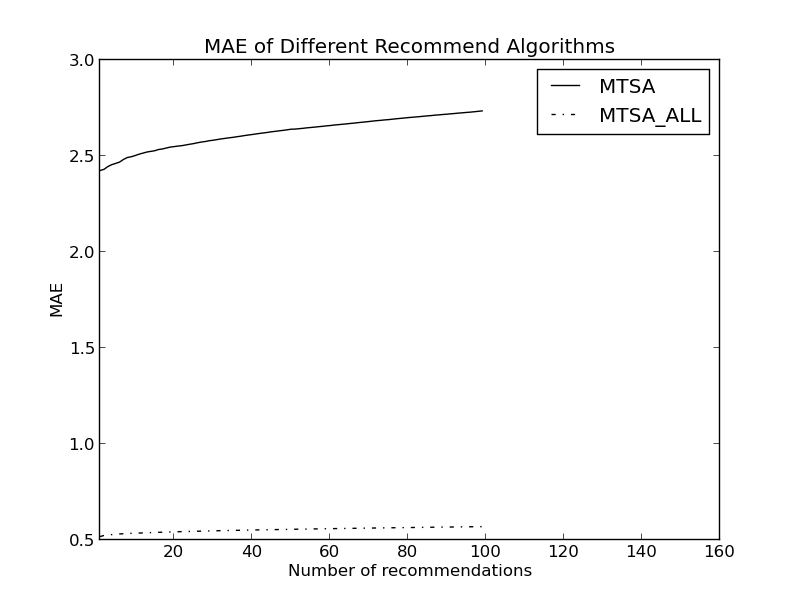 MAE of Different Recommend Algorithms
3.0
2.5
2.0
1.5
1.0
0.5
MAE
MTSA
MTSA_ALL
20 40 60 80 100 120 140 160
Number of recommendations